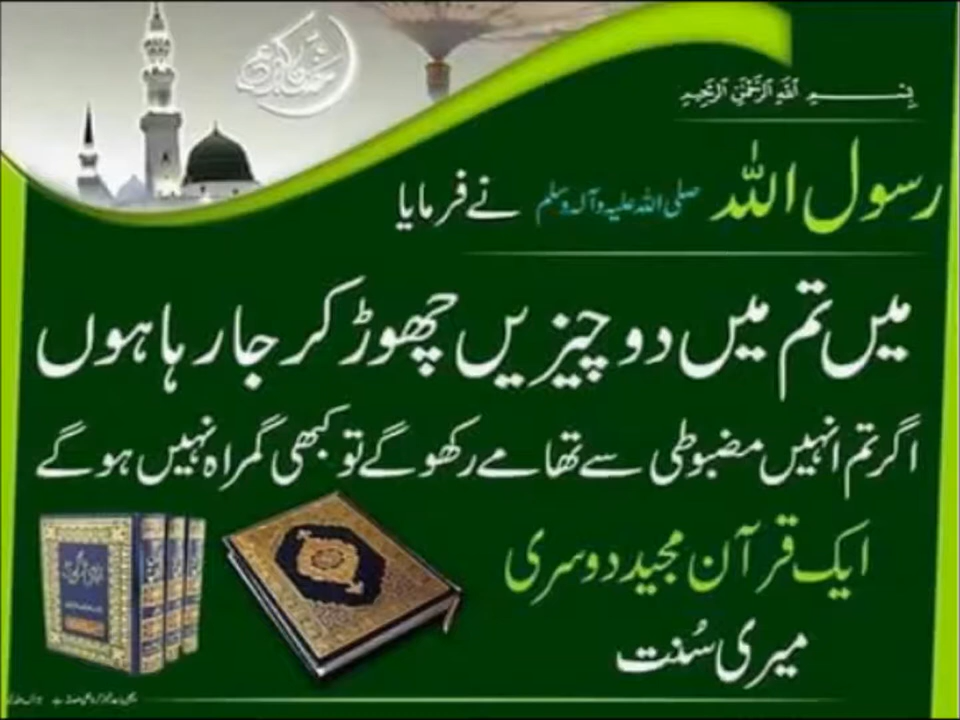 بِسْمِ اللهِ الرَّحْمٰنِ الرَّحِيْمِ
رسول اللہ صلی اللہ علیہ وآلہ وسلم نے فرمایا
میں تم میں دو چیزیں چھوڑ کر جا رہا ہوں
اگر تم انہیں مضبوطی سے تھامے رکھو گے تو کبھی گمراہ نہیں ہو گے
ایک قرآن مجید دوسری
میری سُنت